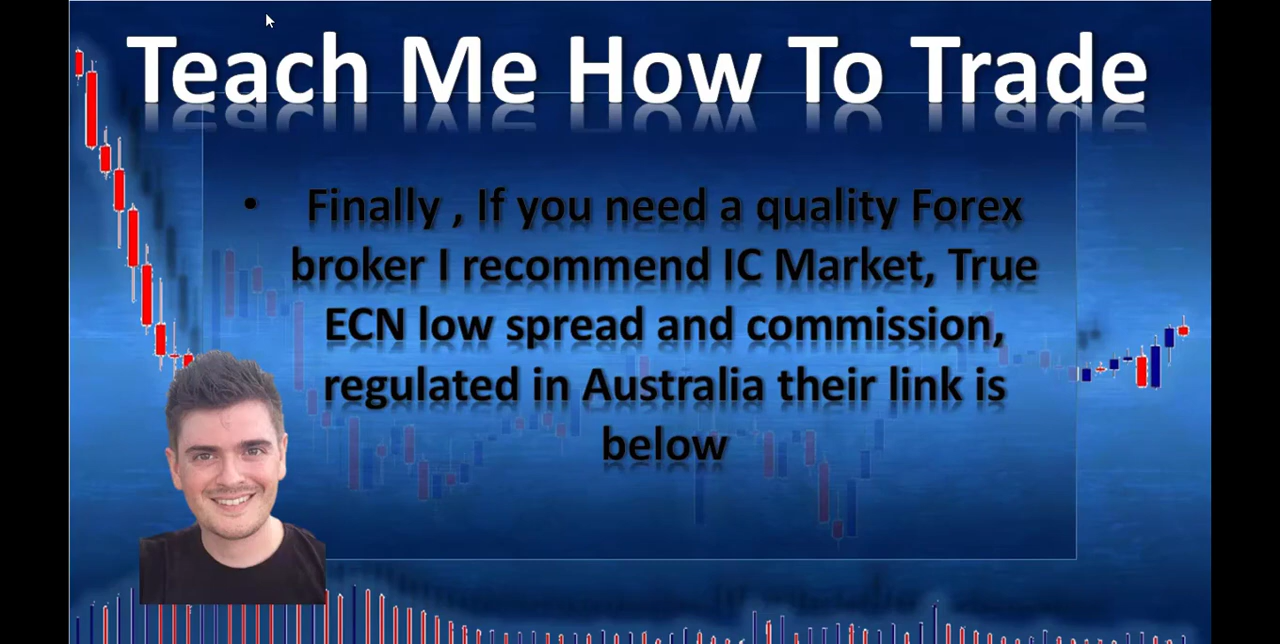 Teach Me How To Trade
• Finally , If you need a quality Forex
broker I recommend IC Market, True
ECN low spread and commission,
regulated in Australia their link is
below